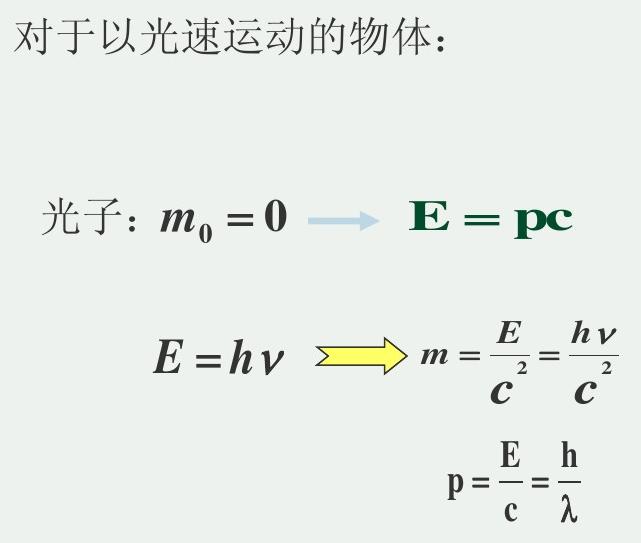 对于以光速运动的物体：
光子：m₀ = 0 → E = pc
E = hν ⇒ m = E/c² = hν/c²
p = E/c = h/λ